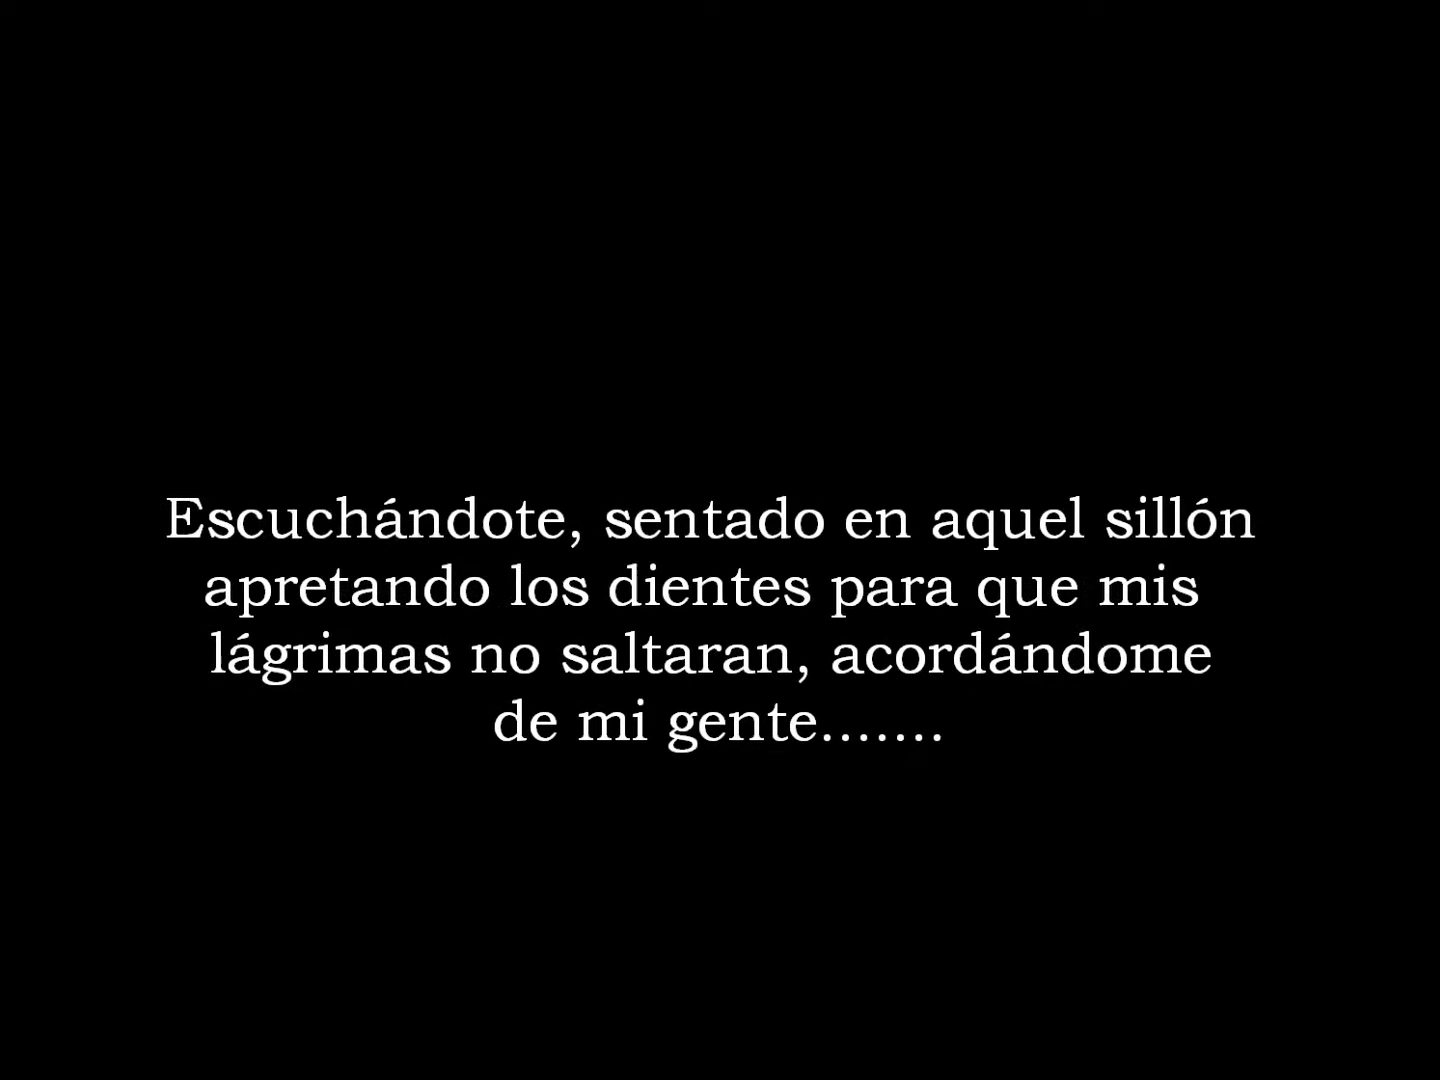 Escuchándote, sentado en aquel sillón
apretando los dientes para que mis
lágrimas no saltaran, acordándome
de mi gente.......